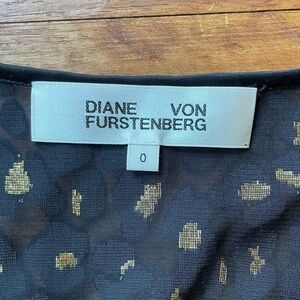 DIANE VON
FURSTENBERG
0